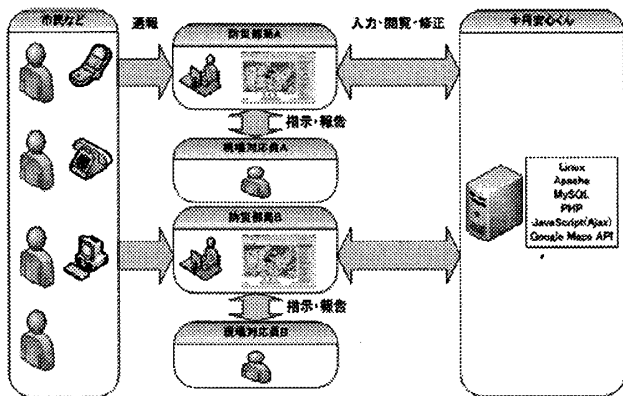 市民など
通報
防災部局A
入力・閲覧・修正
指示・報告
現場対応員A
防災部局B
指示・報告
現場対応員B
Linux
Apache
MySQL
PHP
JavaScript(Ajax)
Google Maps API